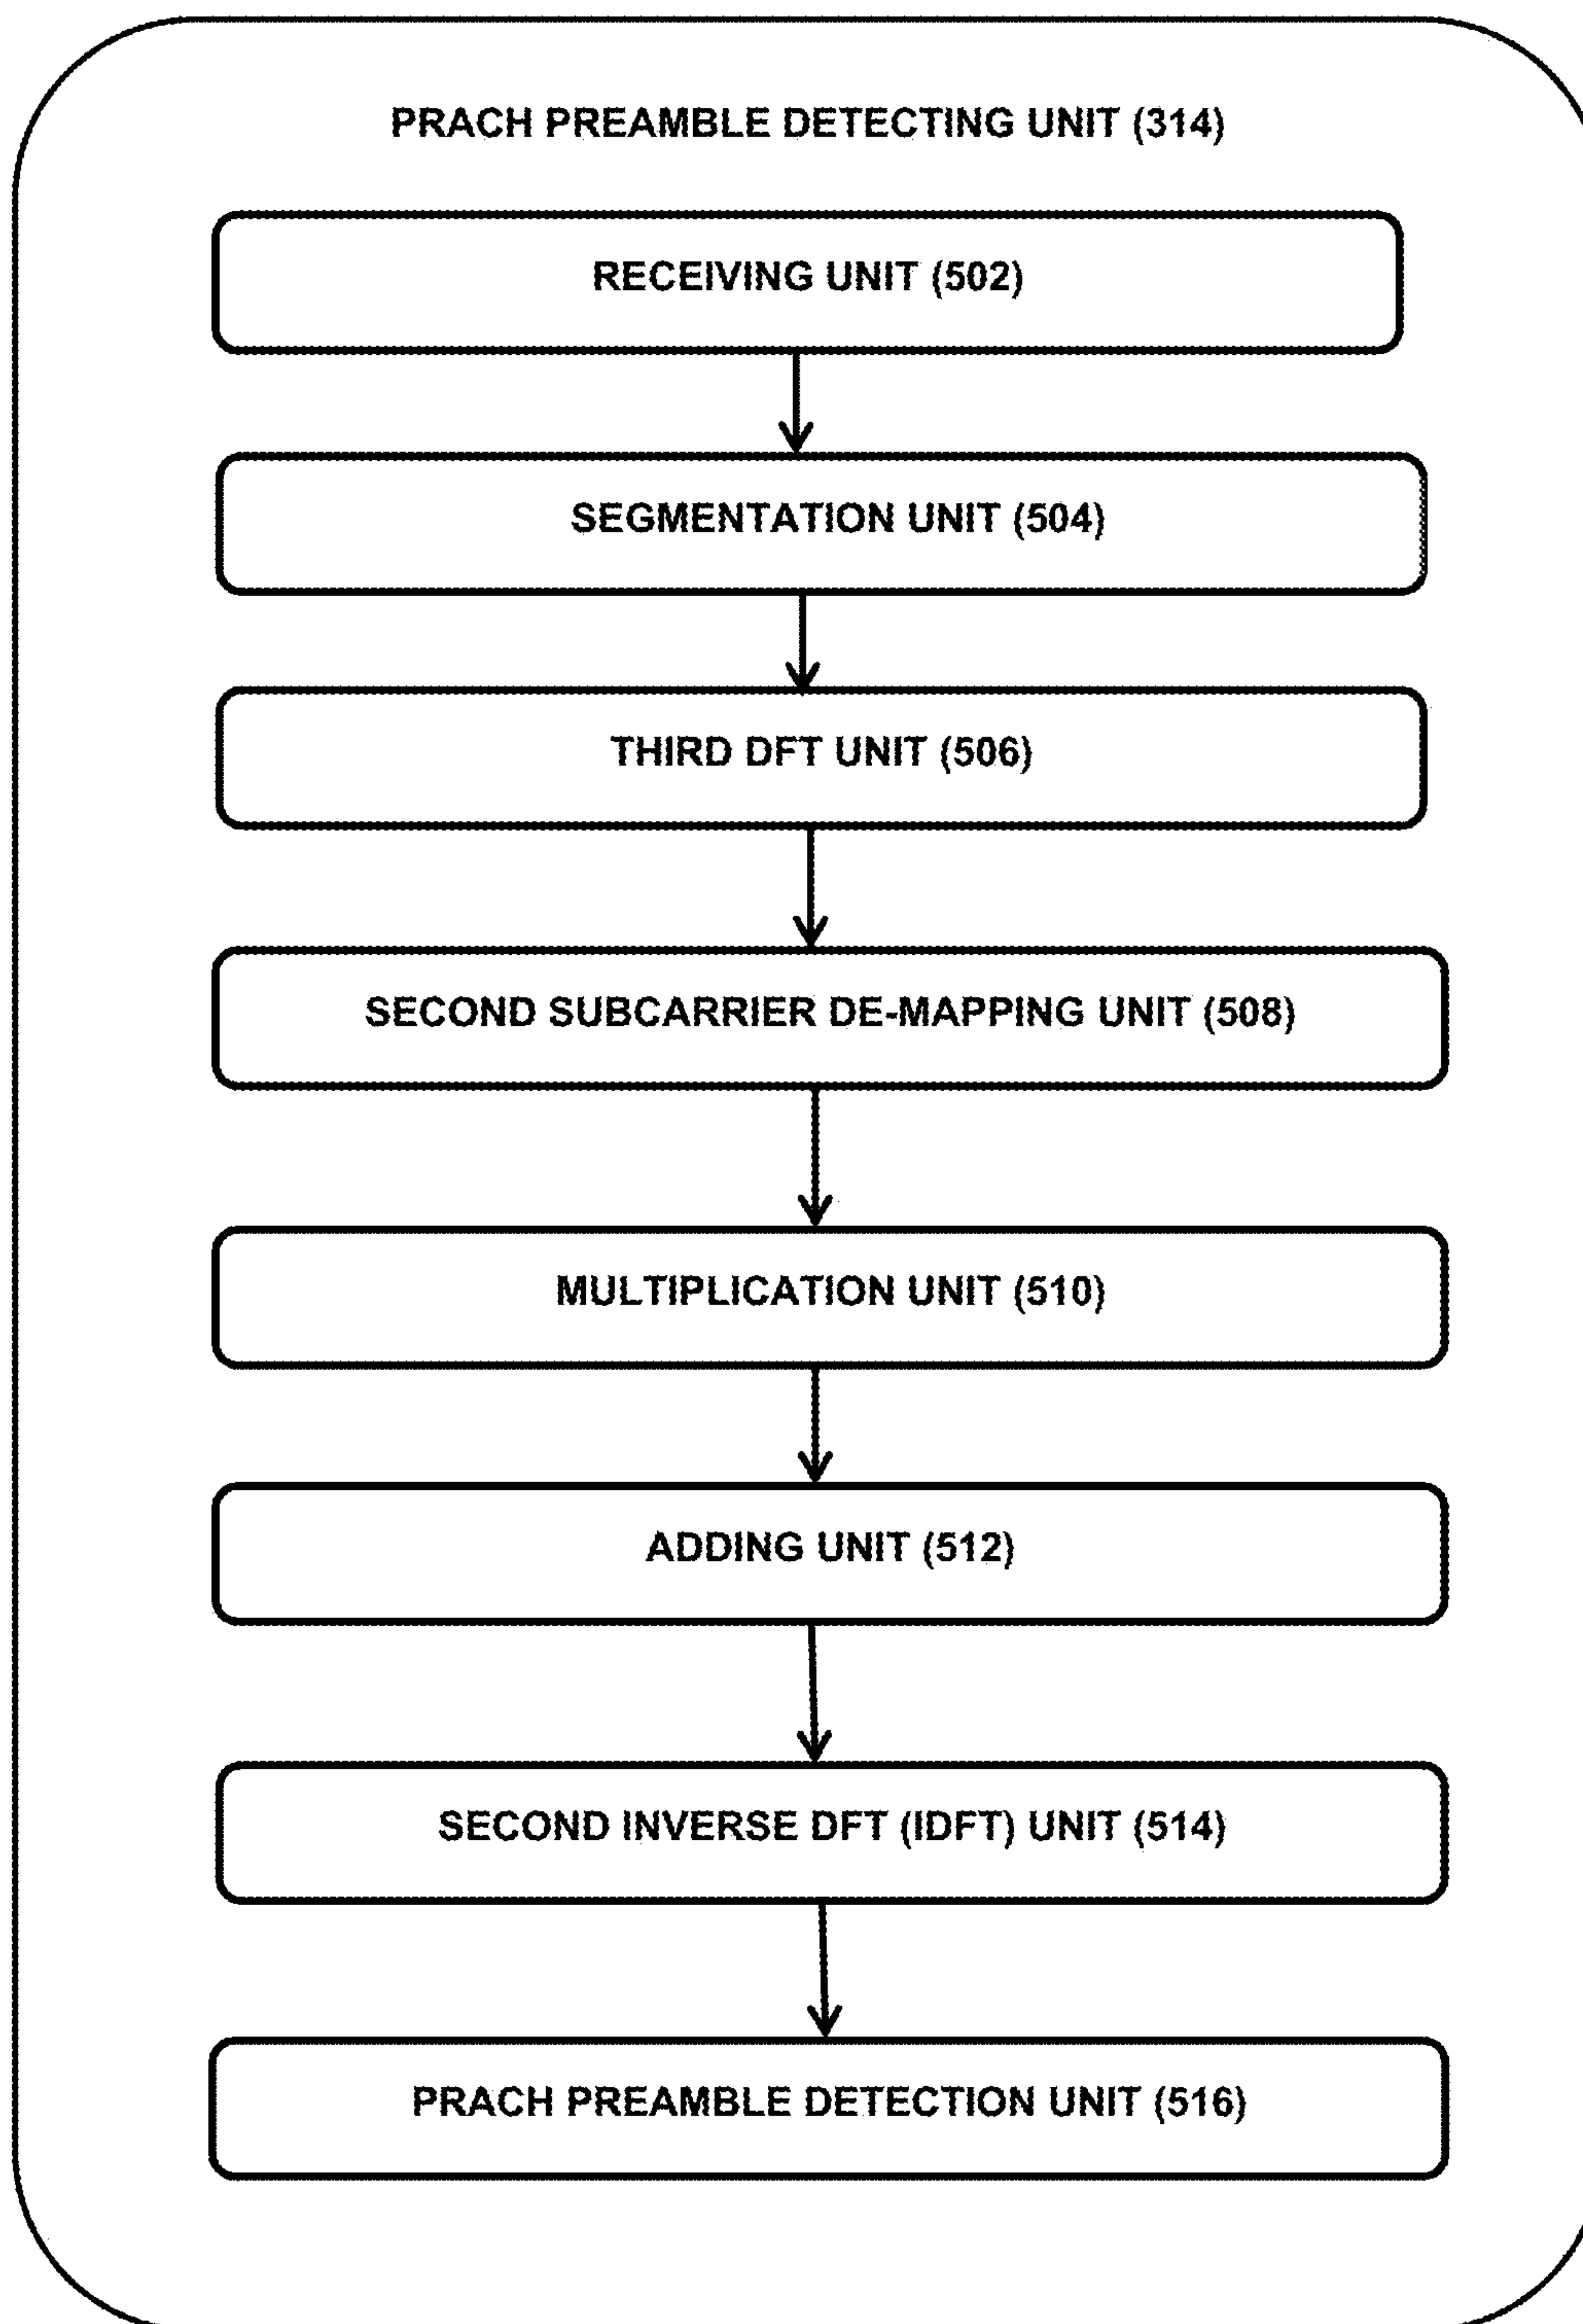 PRACH PREAMBLE DETECTING UNIT (314)
RECEIVING UNIT (502)
SEGMENTATION UNIT (504)
THIRD DFT UNIT (506)
SECOND SUBCARRIER DE-MAPPING UNIT (508)
MULTIPLICATION UNIT (510)
ADDING UNIT (512)
SECOND INVERSE DFT (IDFT) UNIT (514)
PRACH PREAMBLE DETECTION UNIT (516)